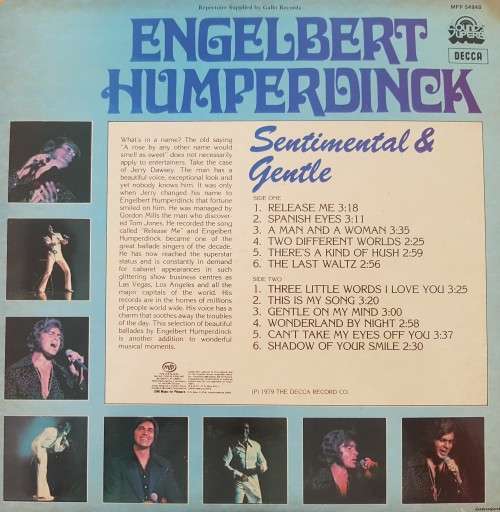 Repertoire Supplied by Gallo Records
MFP 54948
SOUNDS SUPERB
DECCA
ENGELBERT
HUMPERDINCK
What's in a name? The old saying
"A rose by any other name would
smell as sweet" does not necessarily
apply to entertainers. Take the case
of Jerry Dawsey. The man has a
beautiful voice, exceptional look and
yet nobody knows him. It was only
when Jerry changed his name to
Engelbert Humperdinck that fortune
smiled on him. He was managed by
Gordon Mills the man who discover-
ed Tom Jones. He recorded the song
called "Release Me" and Engelbert
Humperdinck became one of the
great ballade singers of the decade.
He has now reached the superstar
status and is constantly in demand
for cabaret appearances in such
glittering show business centres as
Las Vegas, Los Angeles and all the
major capitals of the world. His
records are in the homes of millions
of people world wide. His voice has a
charm that soothes away the troubles
of the day. This selection of beautiful
ballades by Engelbert Humperdinck
is another addition to wonderful
musical moments.
Sentimental &
Gentle
SIDE ONE
1. RELEASE ME 3:18
2. SPANISH EYES 3:11
3. A MAN AND A WOMAN 3:35
4. TWO DIFFERENT WORLDS 2:25
5. THERE'S A KIND OF HUSH 2:59
6. THE LAST WALTZ 2:56
SIDE TWO
1. THREE LITTLE WORDS I LOVE YOU 3:25
2. THIS IS MY SONG 3:20
3. GENTLE ON MY MIND 3:00
4. WONDERLAND BY NIGHT 2:58
5. CANT TAKE MY EYES OFF YOU 3:37
6. SHADOW OF YOUR SMILE 2:30
mfp
(P) 1979 THE DECCA RECORD CO.